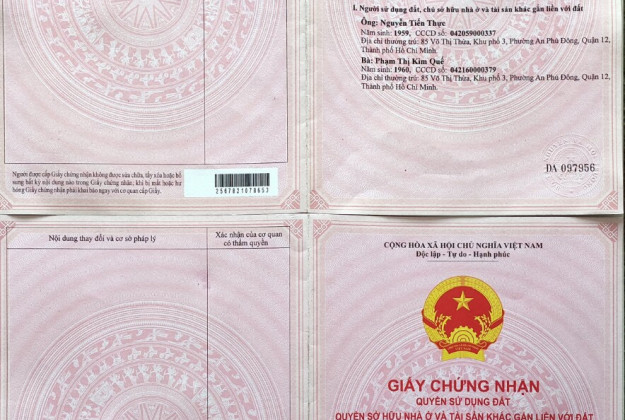 I. Người sử dụng đất, chủ sở hữu nhà ở và tài sản khác gắn liền với đất
Ông: Nguyễn Tiến Thực
Năm sinh: 1959, CCCD số: 042059000337
Địa chỉ thường trú: 85 Võ Thị Thừa, Khu phố 3, Phường An Phú Đông, Quận 12,
Thành phố Hồ Chí Minh.
Bà: Phạm Thị Kim Quế
Năm sinh: 1960, CCCD số: 042160000379
Địa chỉ thường trú: 85 Võ Thị Thừa, Khu phố 3, Phường An Phú Đông, Quận 12,
Thành phố Hồ Chí Minh.
Người được cấp Giấy chứng nhận không được sửa chữa, tẩy xóa hoặc bổ
sung bất kỳ nội dung nào trong Giấy chứng nhận; khi bị mất hoặc hư
hỏng Giấy chứng nhận phải khai báo ngay với cơ quan cấp Giấy.
2567621076653
DA 097956
Nội dung thay đổi và cơ sở pháp lý
Xác nhận của cơ quan
có thẩm quyền
CỘNG HÒA XÃ HỘI CHỦ NGHĨA VIỆT NAM
Độc lập - Tự do - Hạnh phúc
GIẤY CHỨNG NHẬN
QUYỀN SỬ DỤNG ĐẤT
QUYỀN SỞ HỮU NHÀ Ở VÀ TÀI SẢN KHÁC GẮN LIỀN VỚI ĐẤT